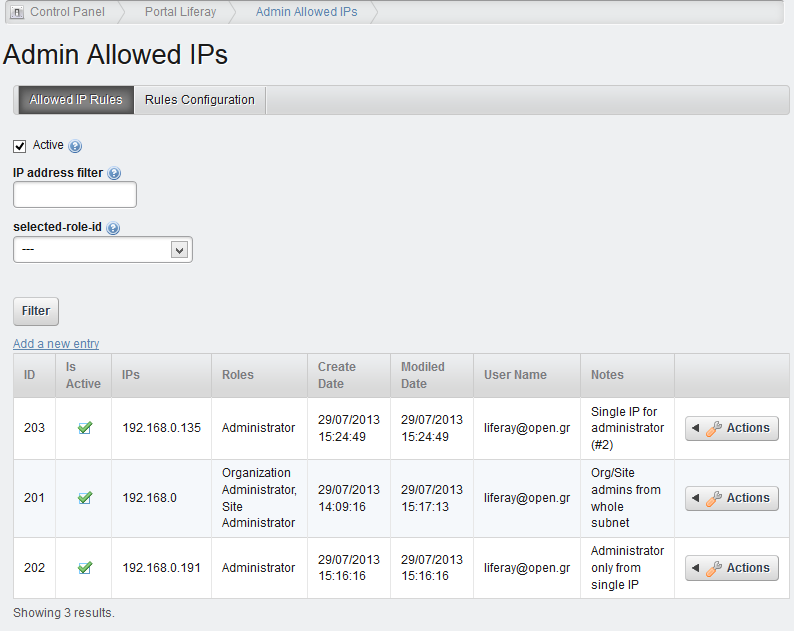 Control Panel Portal Liferay Admin Allowed IPs
Admin Allowed IPs
Allowed IP Rules Rules Configuration
Active
IP address filter
selected-role-id
---
Filter
Add a new entry
ID Is Active IPs Roles Create Date Modiled Date User Name Notes
203 192.168.0.135 Administrator 29/07/2013 15:24:49 29/07/2013 15:24:49 liferay@open.gr Single IP for administrator (#2) Actions
201 192.168.0 Organization Administrator, Site Administrator 29/07/2013 14:09:16 29/07/2013 15:17:13 liferay@open.gr Org/Site admins from whole subnet Actions
202 192.168.0.191 Administrator 29/07/2013 15:16:16 29/07/2013 15:16:16 liferay@open.gr Administrator only from single IP Actions
Showing 3 results.